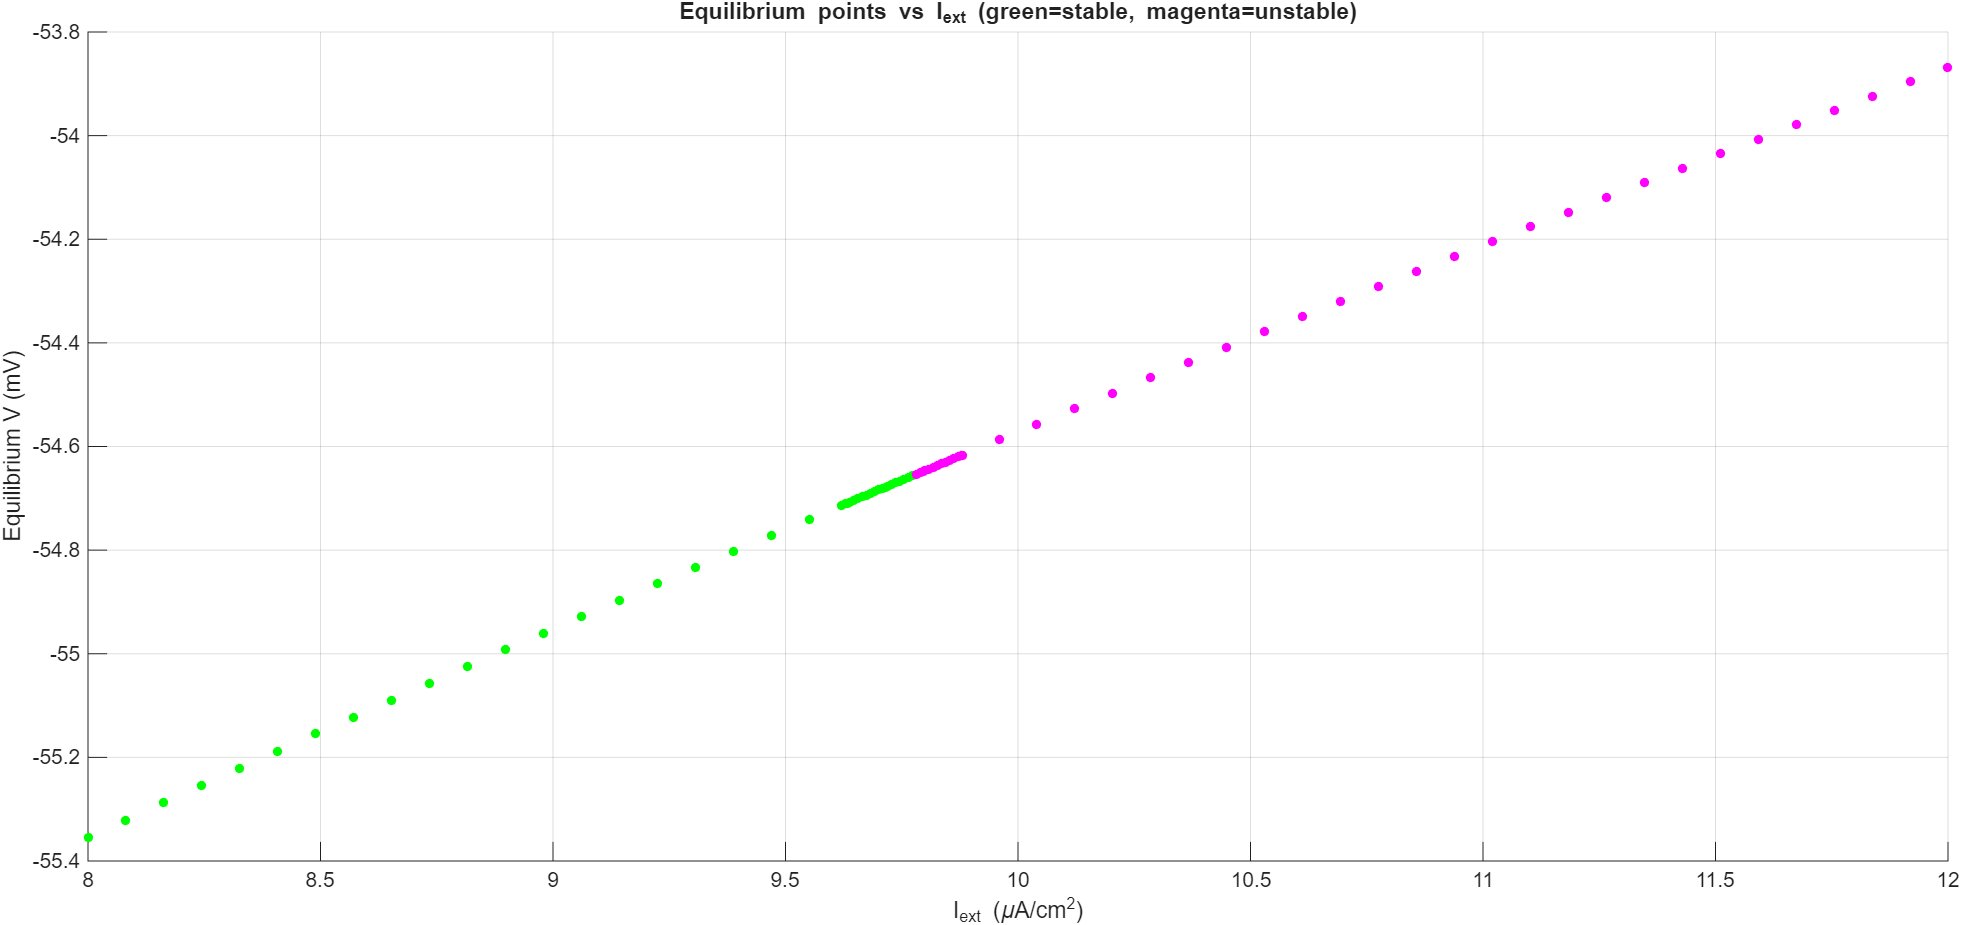 Equilibrium points vs I_ext (green=stable, magenta=unstable)
Equilibrium V (mV)
-53.8
-54
-54.2
-54.4
-54.6
-54.8
-55
-55.2
-55.4
8 8.5 9 9.5 10 10.5 11 11.5 12
I_ext (μA/cm²)